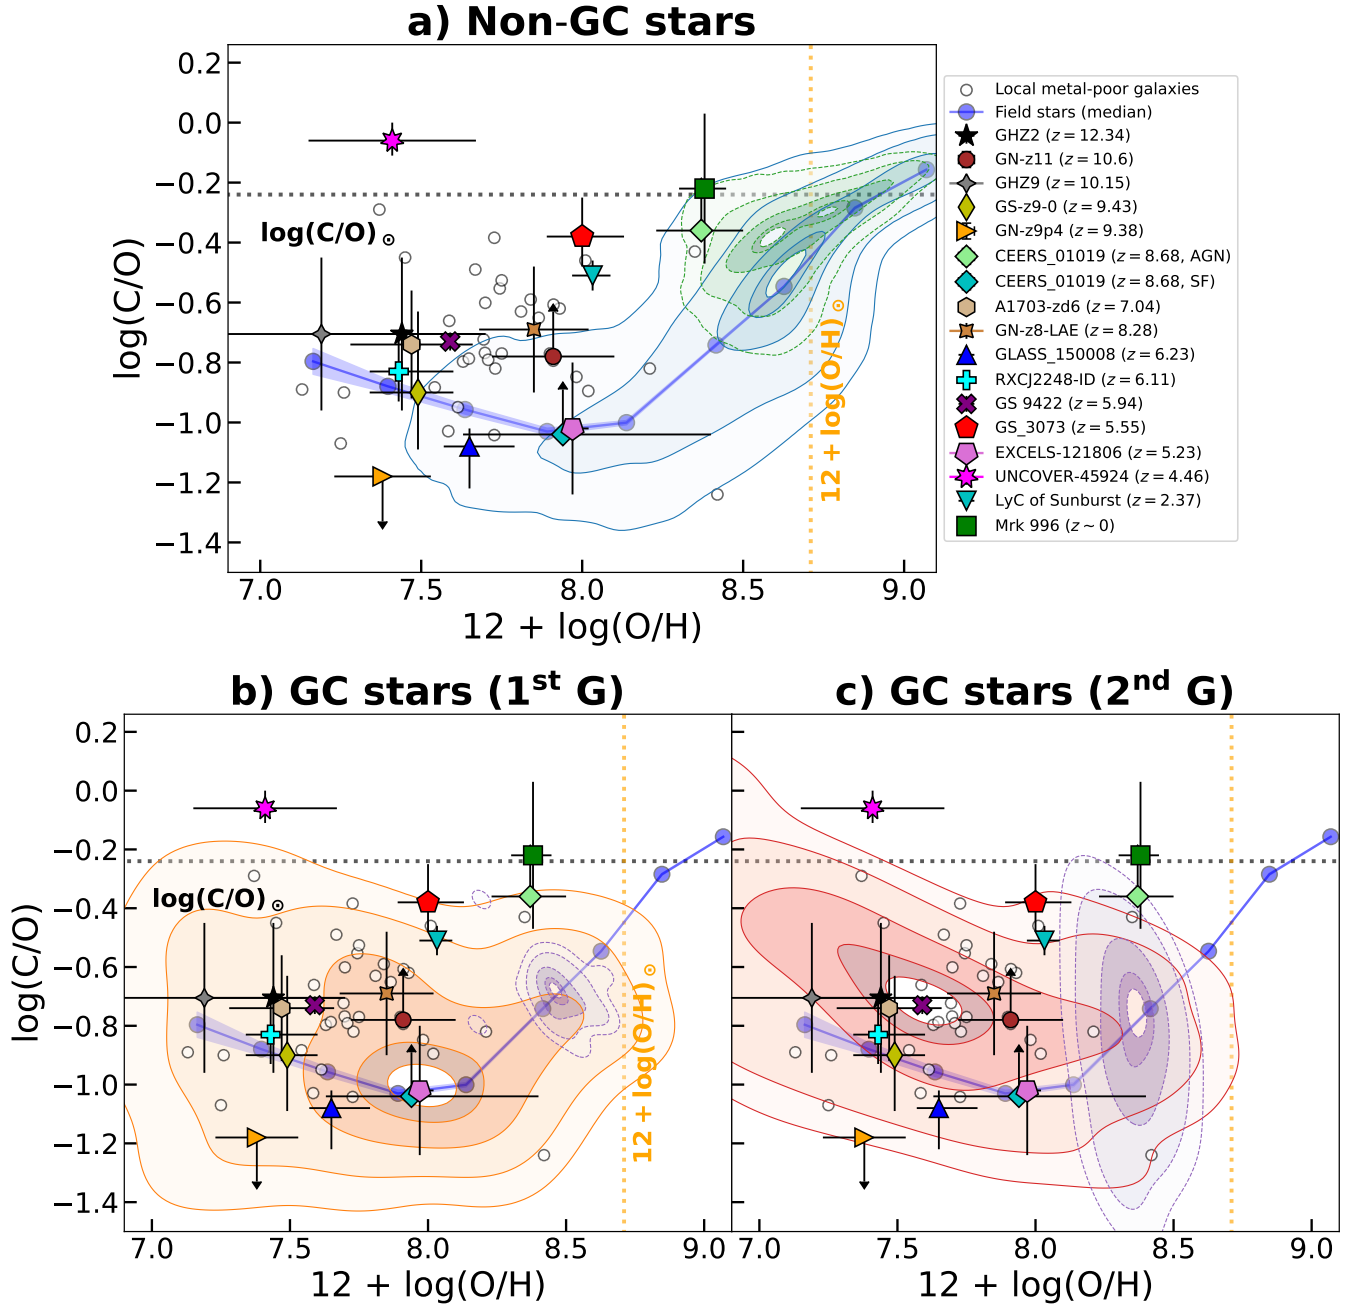 a) Non-GC stars
0.2
0.0
−0.2
−0.4
−0.6
−0.8
−1.0
−1.2
−1.4
log(C/O)
log(C/O)⊙
12 + log(O/H)⊙
7.0 7.5 8.0 8.5 9.0
12 + log(O/H)
Local metal-poor galaxies
Field stars (median)
GHZ2 (z = 12.34)
GN-z11 (z = 10.6)
GHZ9 (z = 10.15)
GS-z9-0 (z = 9.43)
GN-z9p4 (z = 9.38)
CEERS_01019 (z = 8.68, AGN)
CEERS_01019 (z = 8.68, SF)
A1703-zd6 (z = 7.04)
GN-z8-LAE (z = 8.28)
GLASS_150008 (z = 6.23)
RXCJ2248-ID (z = 6.11)
GS 9422 (z = 5.94)
GS_3073 (z = 5.55)
EXCELS-121806 (z = 5.23)
UNCOVER-45924 (z = 4.46)
LyC of Sunburst (z = 2.37)
Mrk 996 (z ~ 0)
b) GC stars (1st G)
0.2
0.0
−0.2
−0.4
−0.6
−0.8
−1.0
−1.2
−1.4
log(C/O)
log(C/O)⊙
12 + log(O/H)⊙
7.0 7.5 8.0 8.5 9.0
12 + log(O/H)
c) GC stars (2nd G)
7.0 7.5 8.0 8.5 9.0
12 + log(O/H)